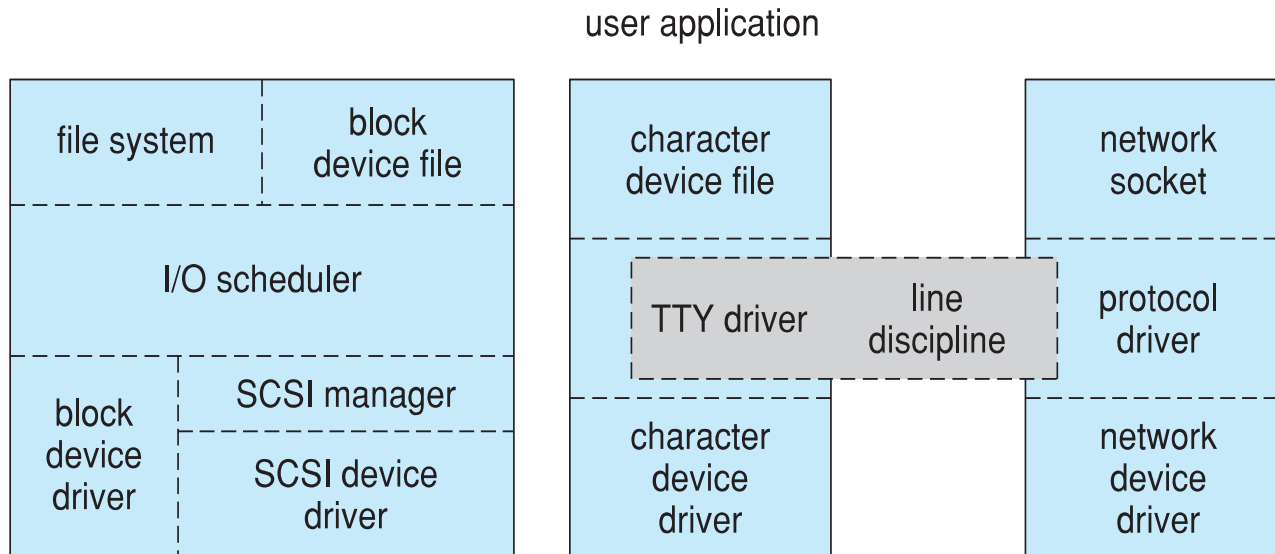 user application
file system
block
device file
I/O scheduler
block
device
driver
SCSI manager
SCSI device
driver
character
device file
TTY driver
line
discipline
character
device
driver
network
socket
protocol
driver
network
device
driver